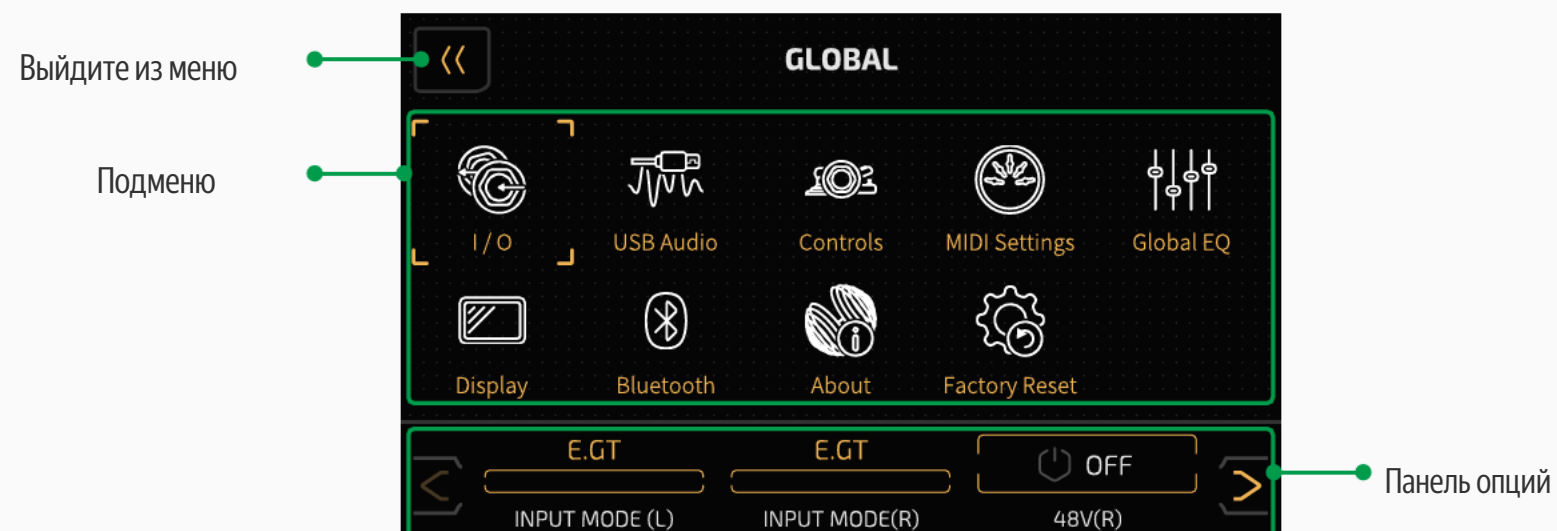 Выйдите из меню
GLOBAL
Подменю
I / O
USB Audio
Controls
MIDI Settings
Global EQ
Display
Bluetooth
About
Factory Reset
E.GT
E.GT
OFF
Панель опций
INPUT MODE (L)
INPUT MODE(R)
48V(R)